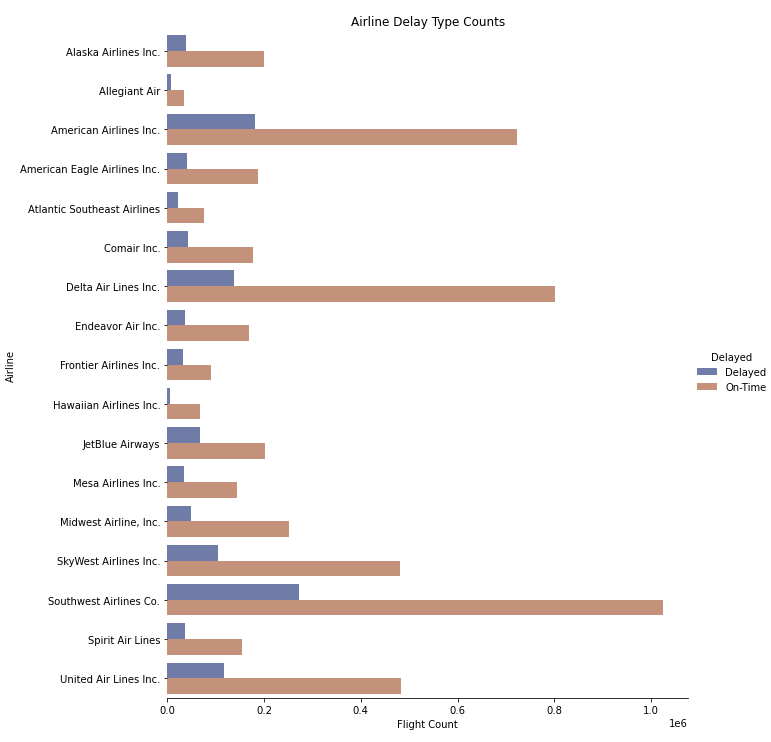 Airline Delay Type Counts
Alaska Airlines Inc.
Allegiant Air
American Airlines Inc.
American Eagle Airlines Inc.
Atlantic Southeast Airlines
Comair Inc.
Delta Air Lines Inc.
Endeavor Air Inc.
Frontier Airlines Inc.
Hawaiian Airlines Inc.
JetBlue Airways
Mesa Airlines Inc.
Midwest Airline, Inc.
SkyWest Airlines Inc.
Southwest Airlines Co.
Spirit Air Lines
United Air Lines Inc.
Airline
0.0 0.2 0.4 0.6 0.8 1.0
1e6
Flight Count
Delayed
Delayed
On-Time